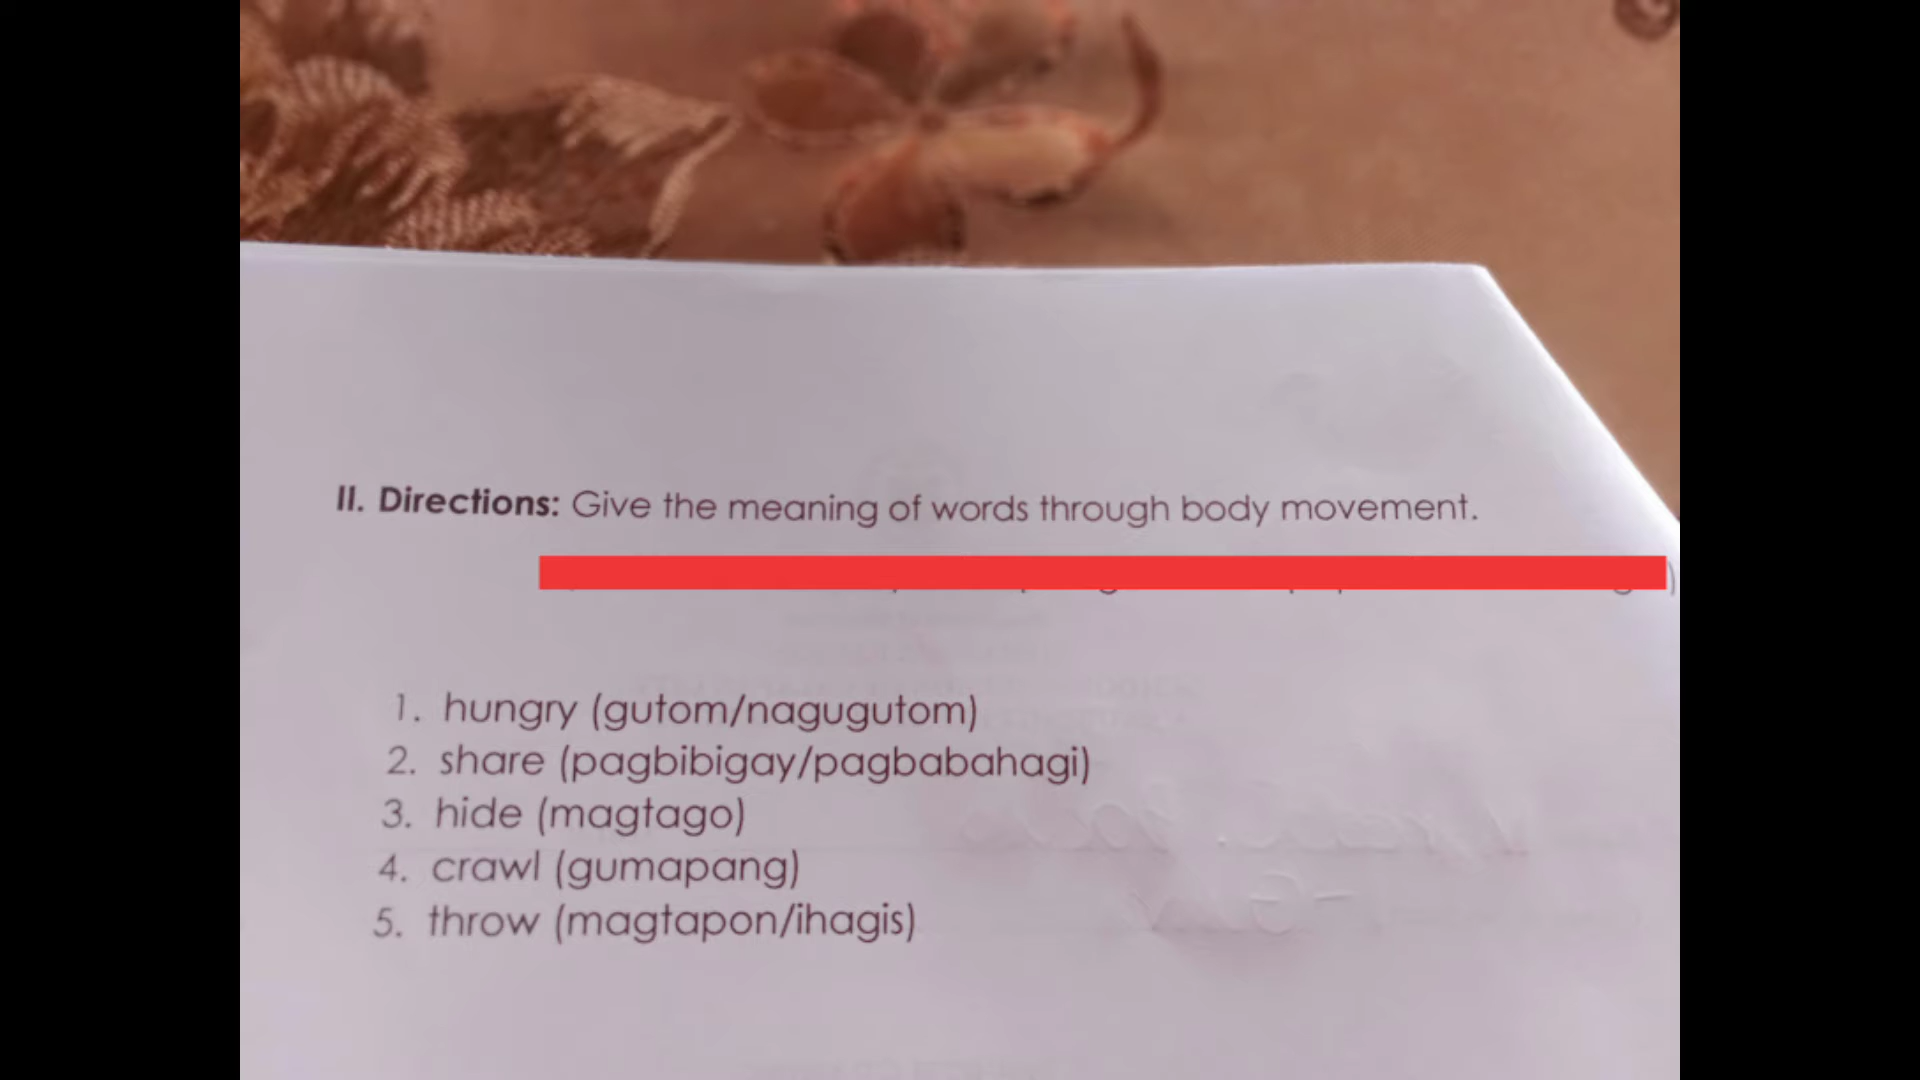 II. Directions: Give the meaning of words through body movement.
1. hungry (gutom/nagugutom)
2. share (pagbibigay/pagbabahagi)
3. hide (magtago)
4. crawl (gumapang)
5. throw (magtapon/ihagis)